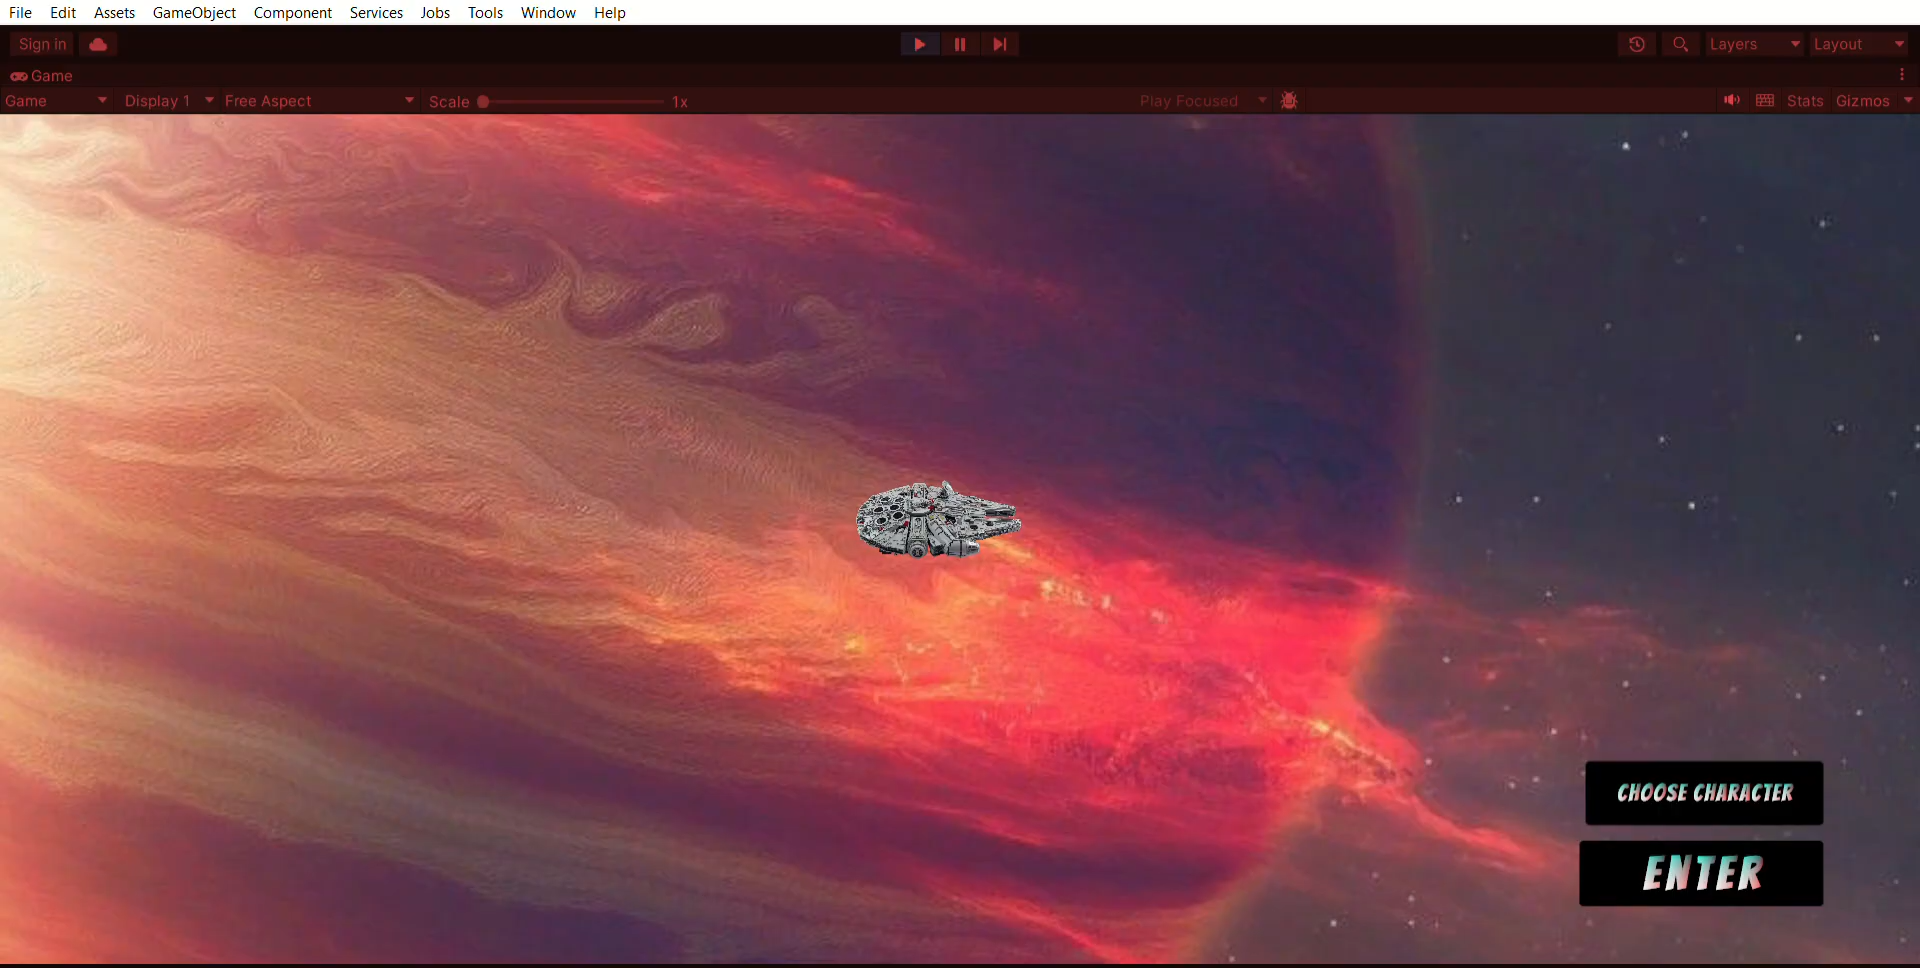 File Edit Assets GameObject Component Services Jobs Tools Window Help
Sign in Layers Layout
Game
Game Display 1 Free Aspect Scale 1x Play Focused Stats Gizmos
CHOOSE CHARACTER
ENTER